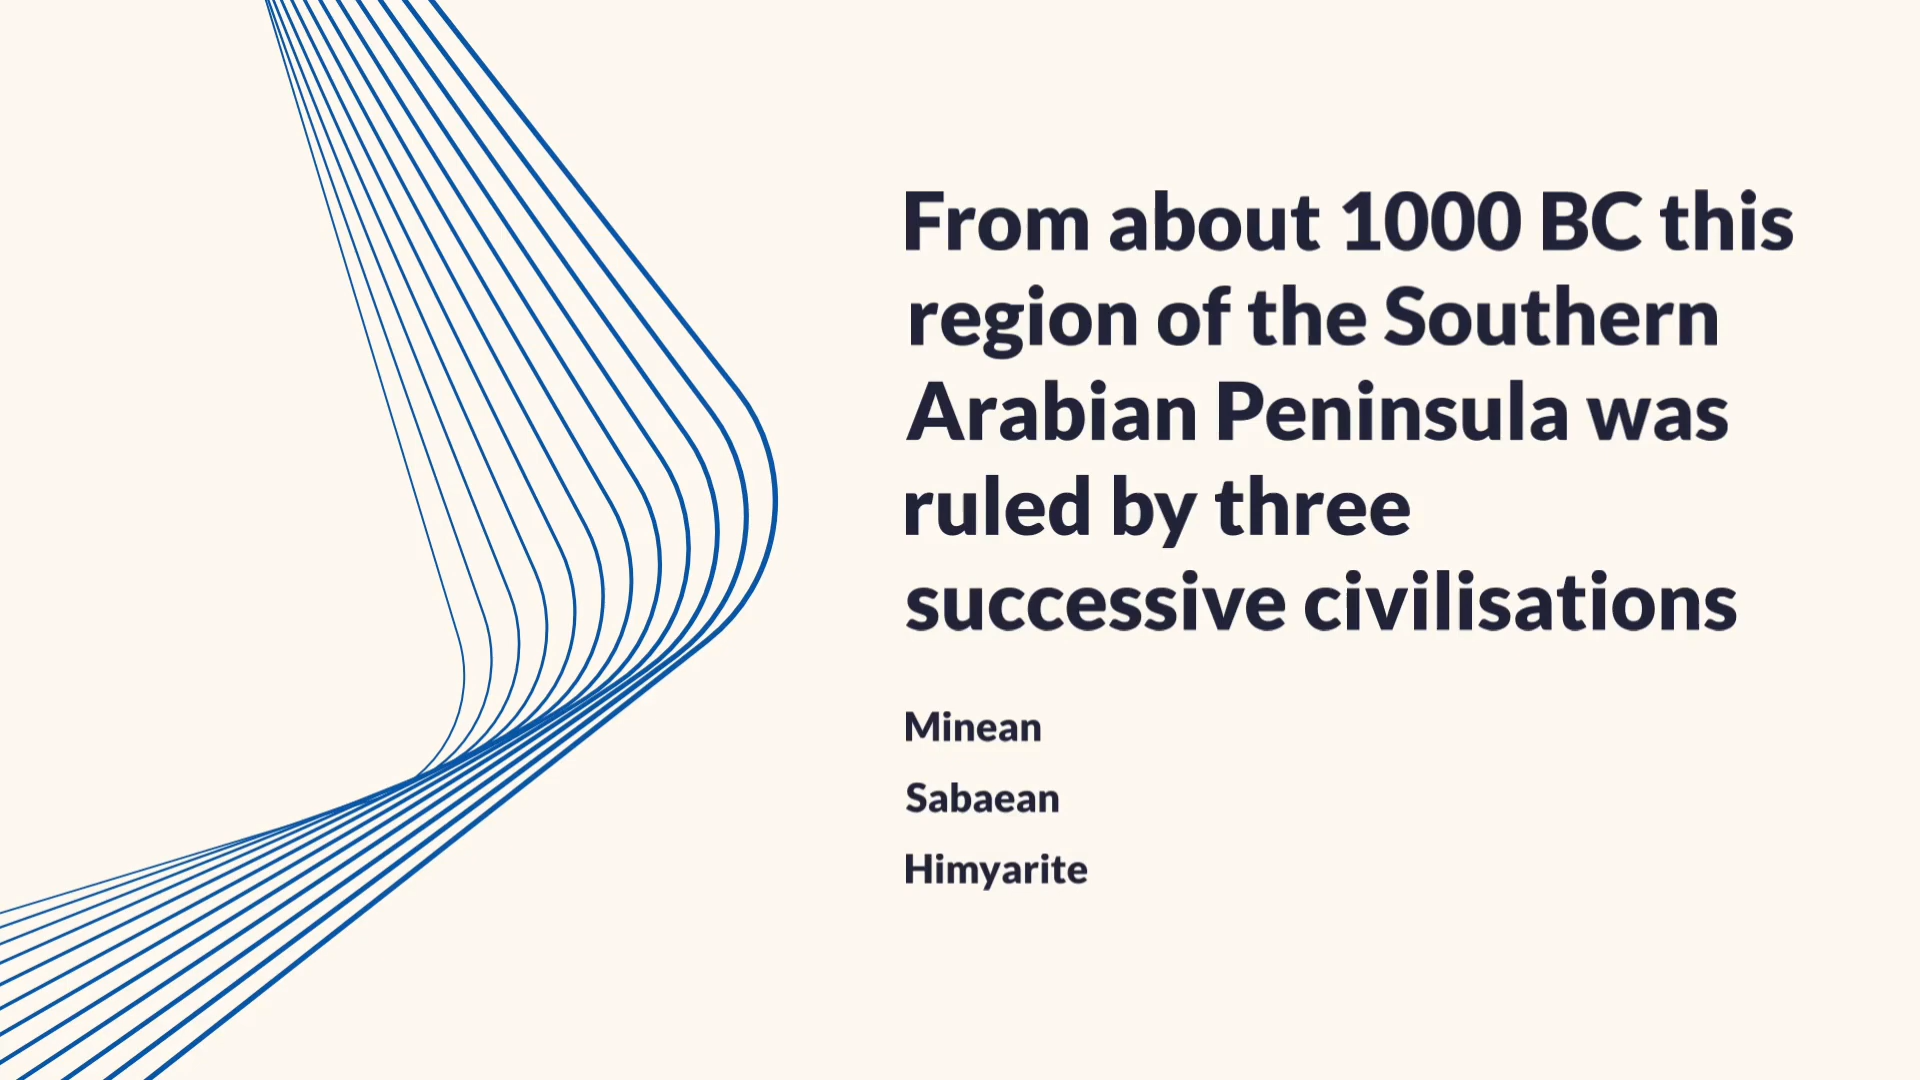 From about 1000 BC this
region of the Southern
Arabian Peninsula was
ruled by three
successive civilisations
Minean
Sabaean
Himyarite